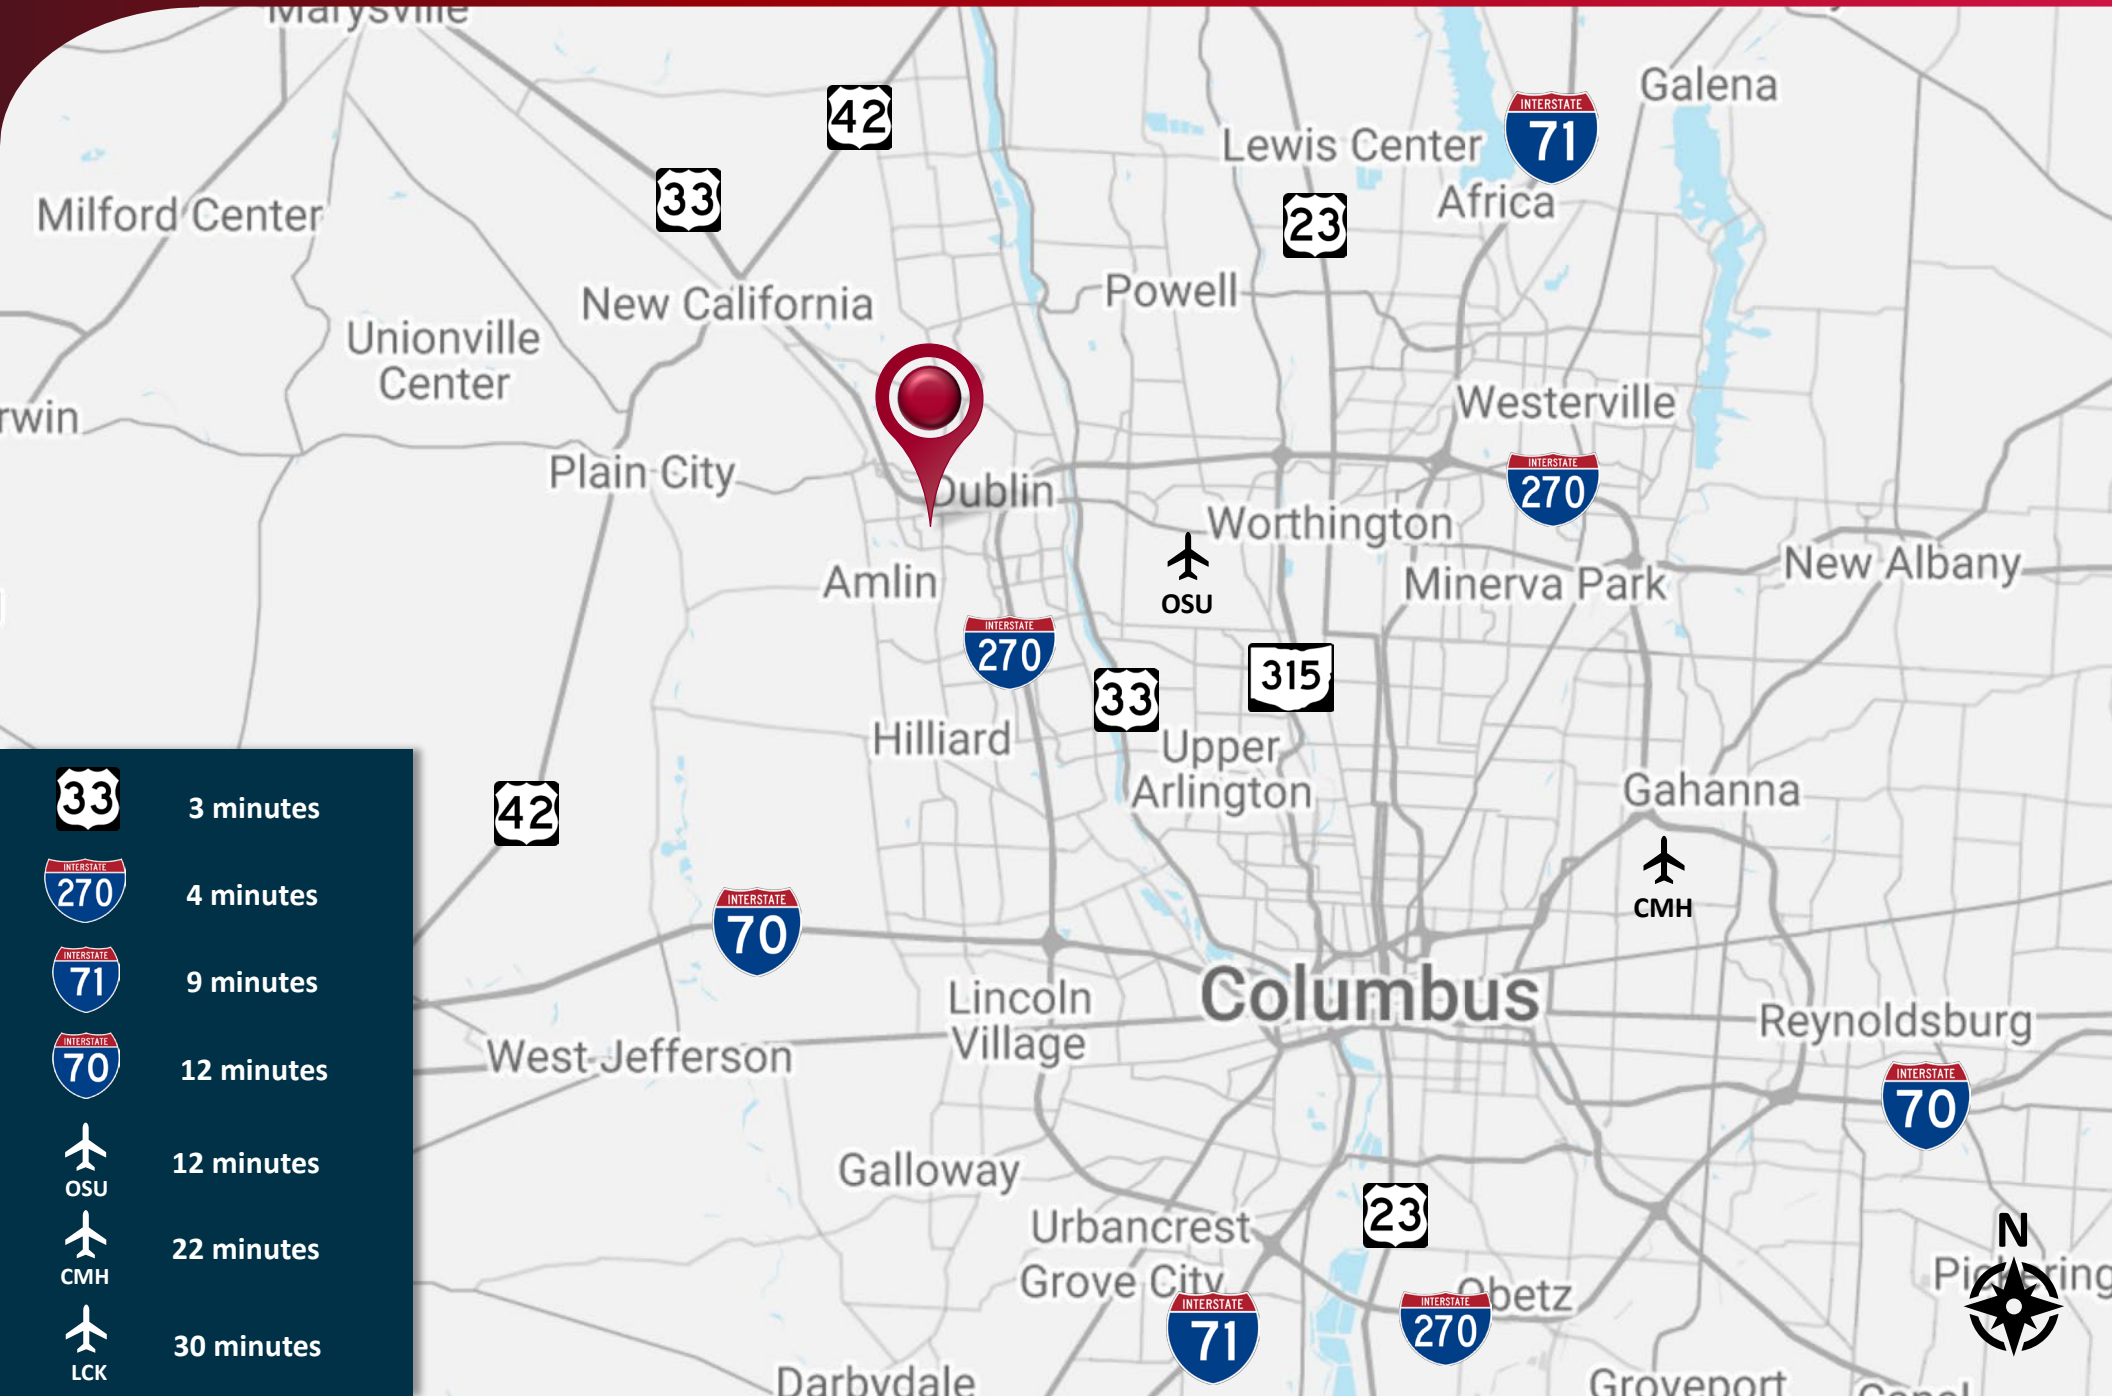 Marysville
42
Galena
INTERSTATE
71
Lewis Center
33
Africa
Milford Center
23
Powell
New California
Unionville
Center
Westerville
rwin
Plain City
INTERSTATE
270
Dublin
Worthington
New Albany
Amlin
Minerva Park
OSU
INTERSTATE
270
315
33
Hilliard
Upper
Arlington
Gahanna
42
CMH
INTERSTATE
70
Columbus
Lincoln
Village
Reynoldsburg
West Jefferson
INTERSTATE
70
Galloway
23
Urbancrest
Grove City
N
Pickering
Obetz
INTERSTATE
71
INTERSTATE
270
Darbydale
Groveport
Canal
33
3 minutes
INTERSTATE
270
4 minutes
INTERSTATE
71
9 minutes
INTERSTATE
70
12 minutes
OSU
12 minutes
CMH
22 minutes
LCK
30 minutes